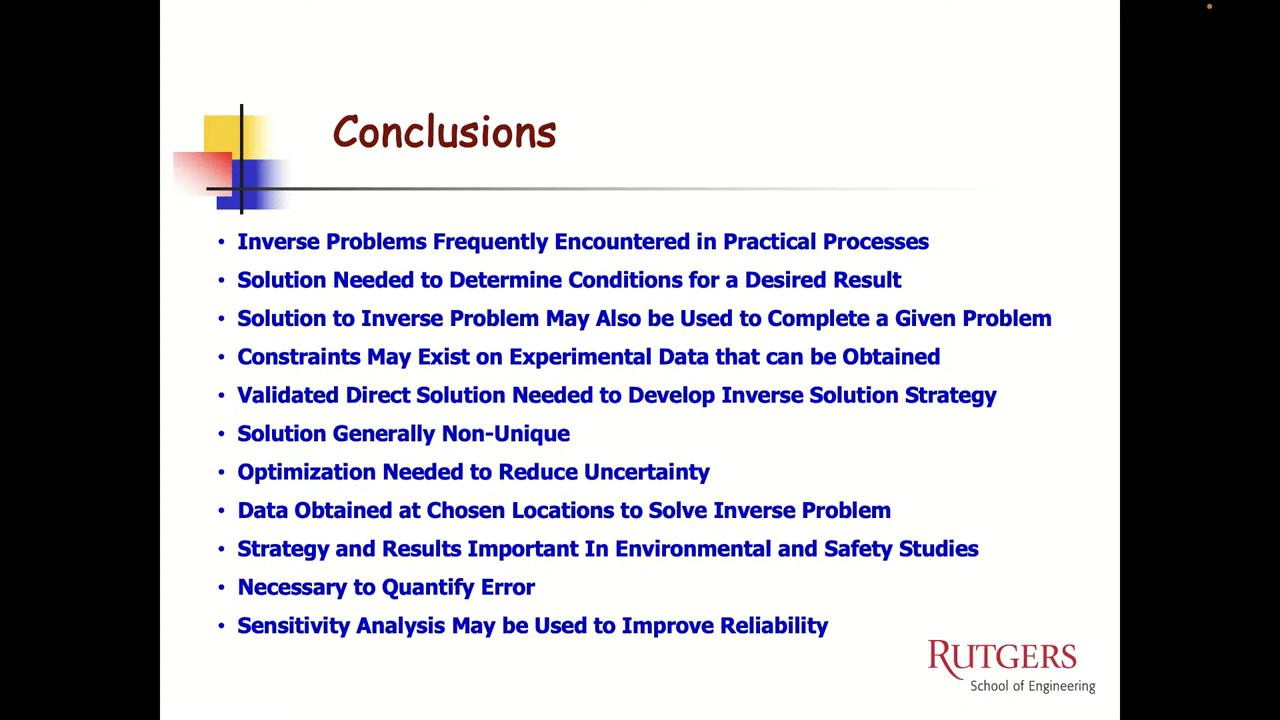 Conclusions
• Inverse Problems Frequently Encountered in Practical Processes
• Solution Needed to Determine Conditions for a Desired Result
• Solution to Inverse Problem May Also be Used to Complete a Given Problem
• Constraints May Exist on Experimental Data that can be Obtained
• Validated Direct Solution Needed to Develop Inverse Solution Strategy
• Solution Generally Non-Unique
• Optimization Needed to Reduce Uncertainty
• Data Obtained at Chosen Locations to Solve Inverse Problem
• Strategy and Results Important In Environmental and Safety Studies
• Necessary to Quantify Error
• Sensitivity Analysis May be Used to Improve Reliability
RUTGERS
School of Engineering